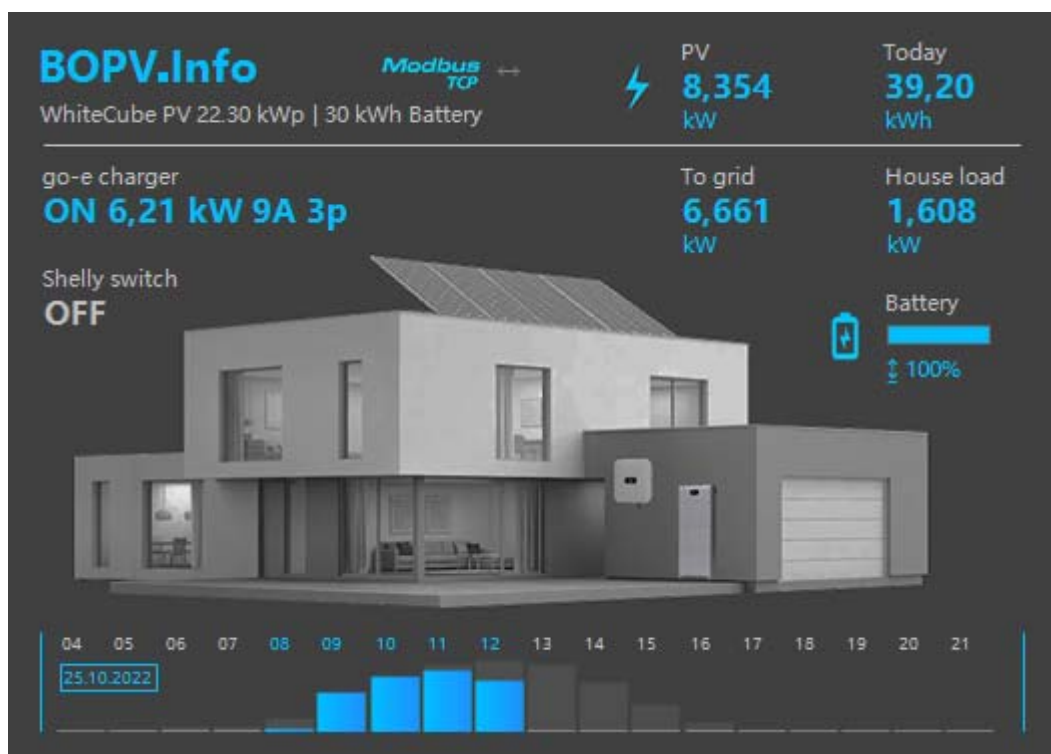 BOPV.Info
Modbus
TCP
WhiteCube PV 22.30 kWp | 30 kWh Battery
PV
8,354
kW
Today
39,20
kWh
go-e charger
ON 6,21 kW 9A 3p
To grid
6,661
kW
House load
1,608
kW
Shelly switch
OFF
Battery
100%
04 05 06 07 08 09 10 11 12 13 14 15 16 17 18 19 20 21
25.10.2022